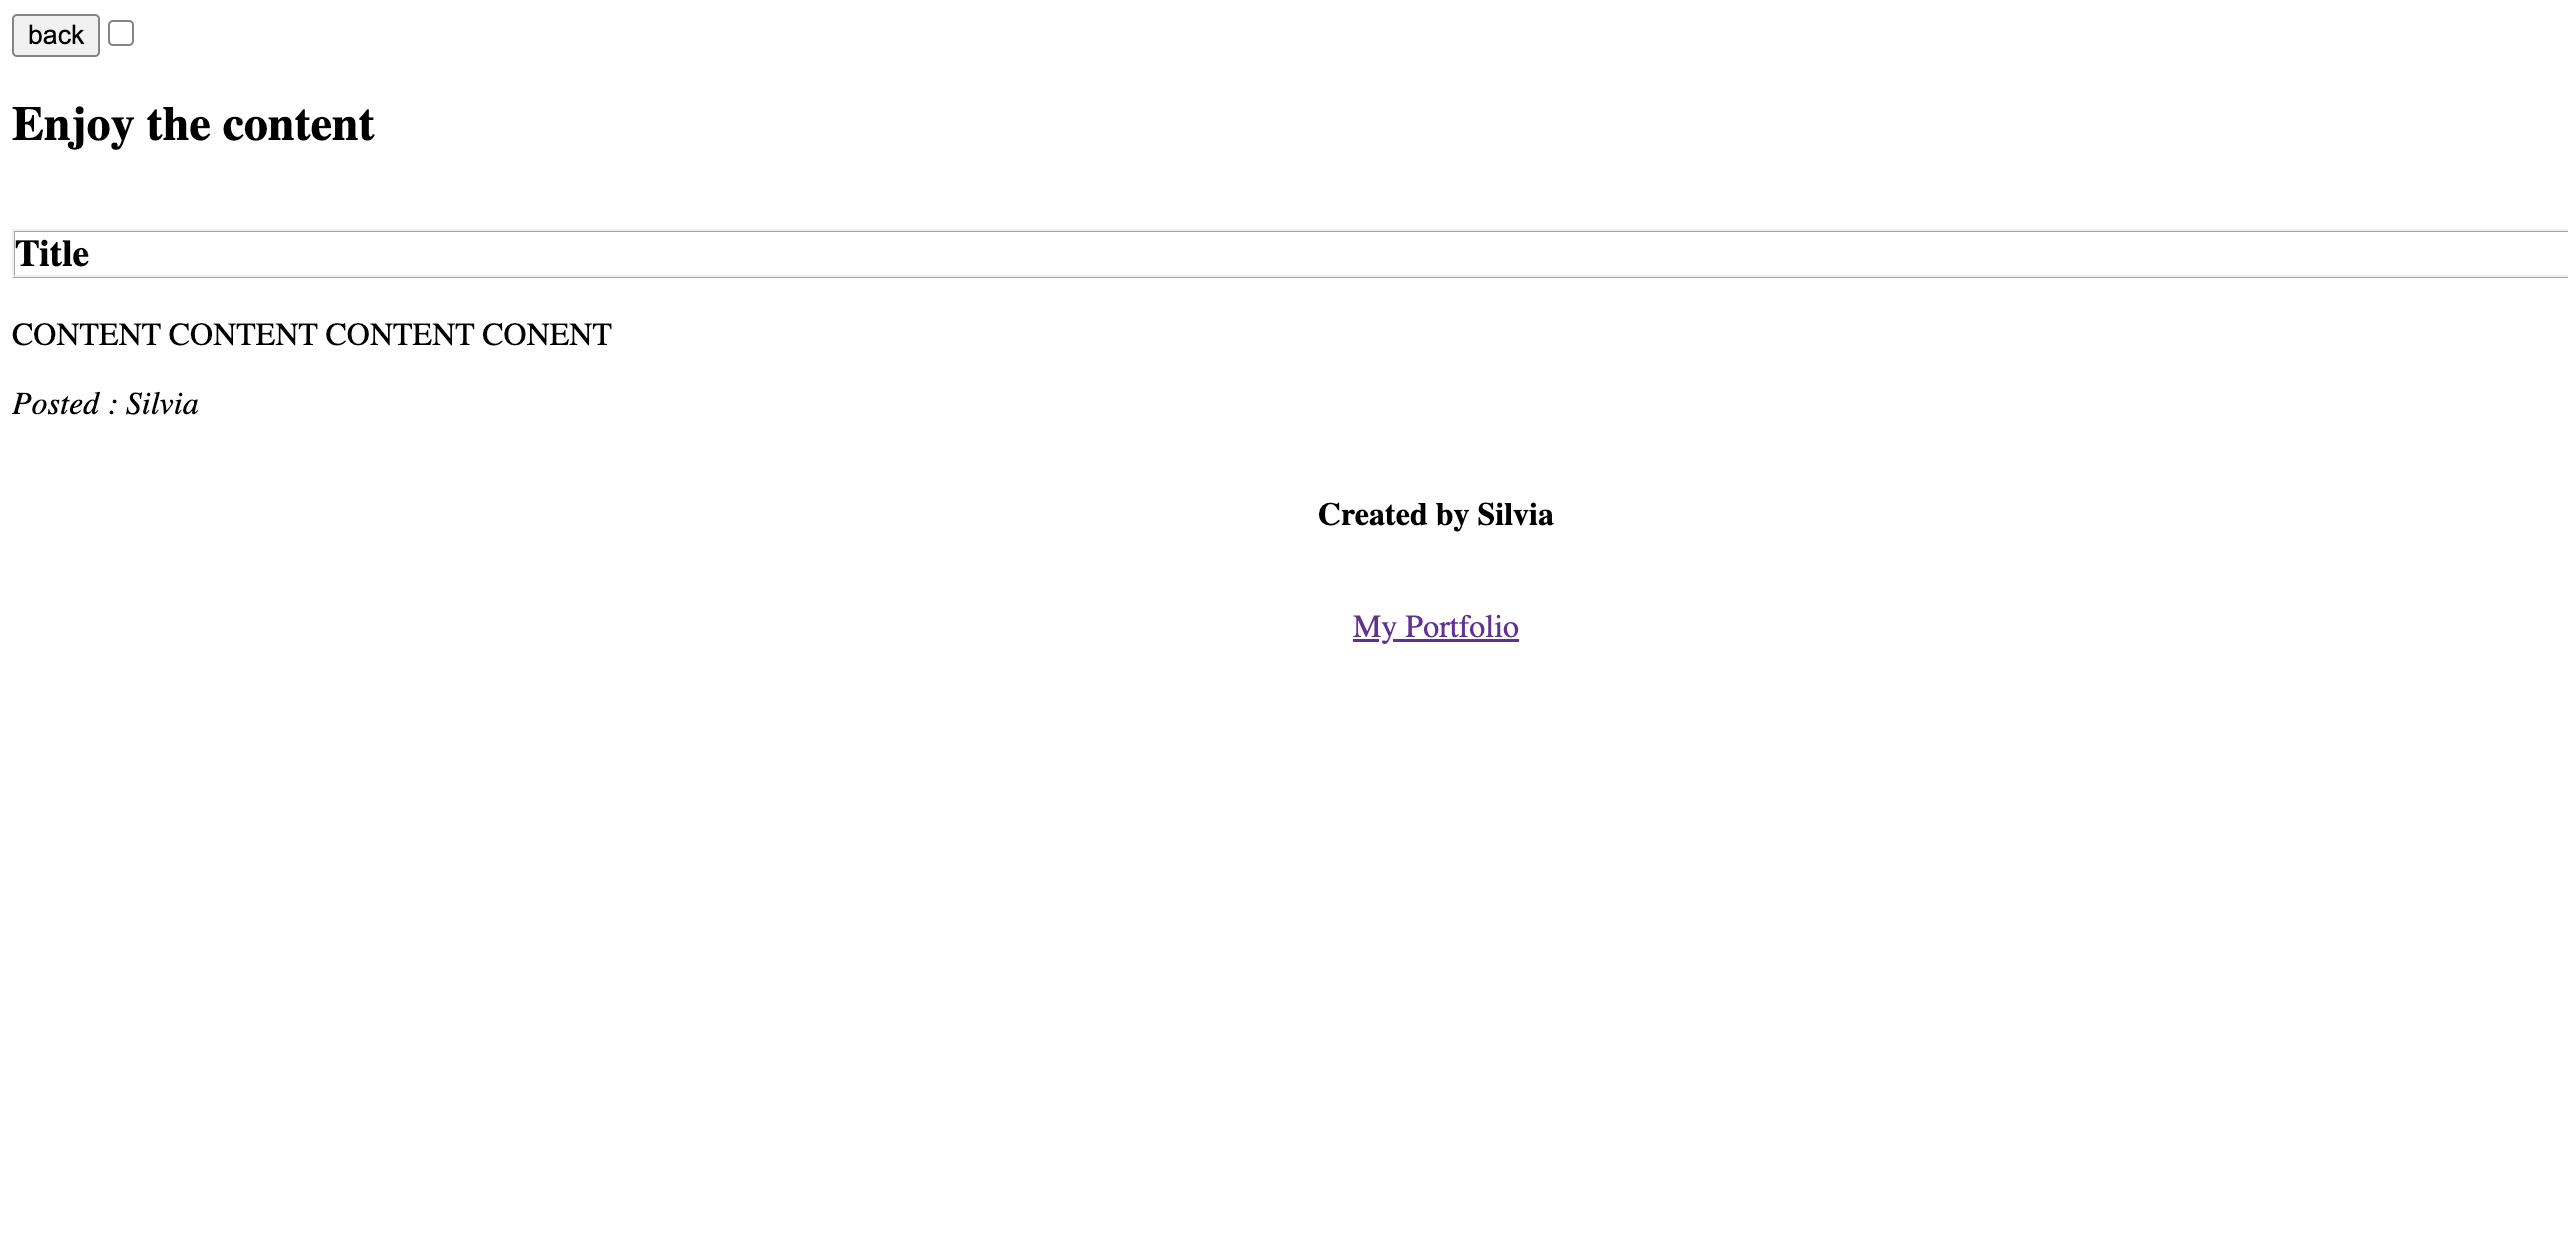 back
Enjoy the content
Title
CONTENT CONTENT CONTENT CONENT
Posted : Silvia
Created by Silvia
My Portfolio